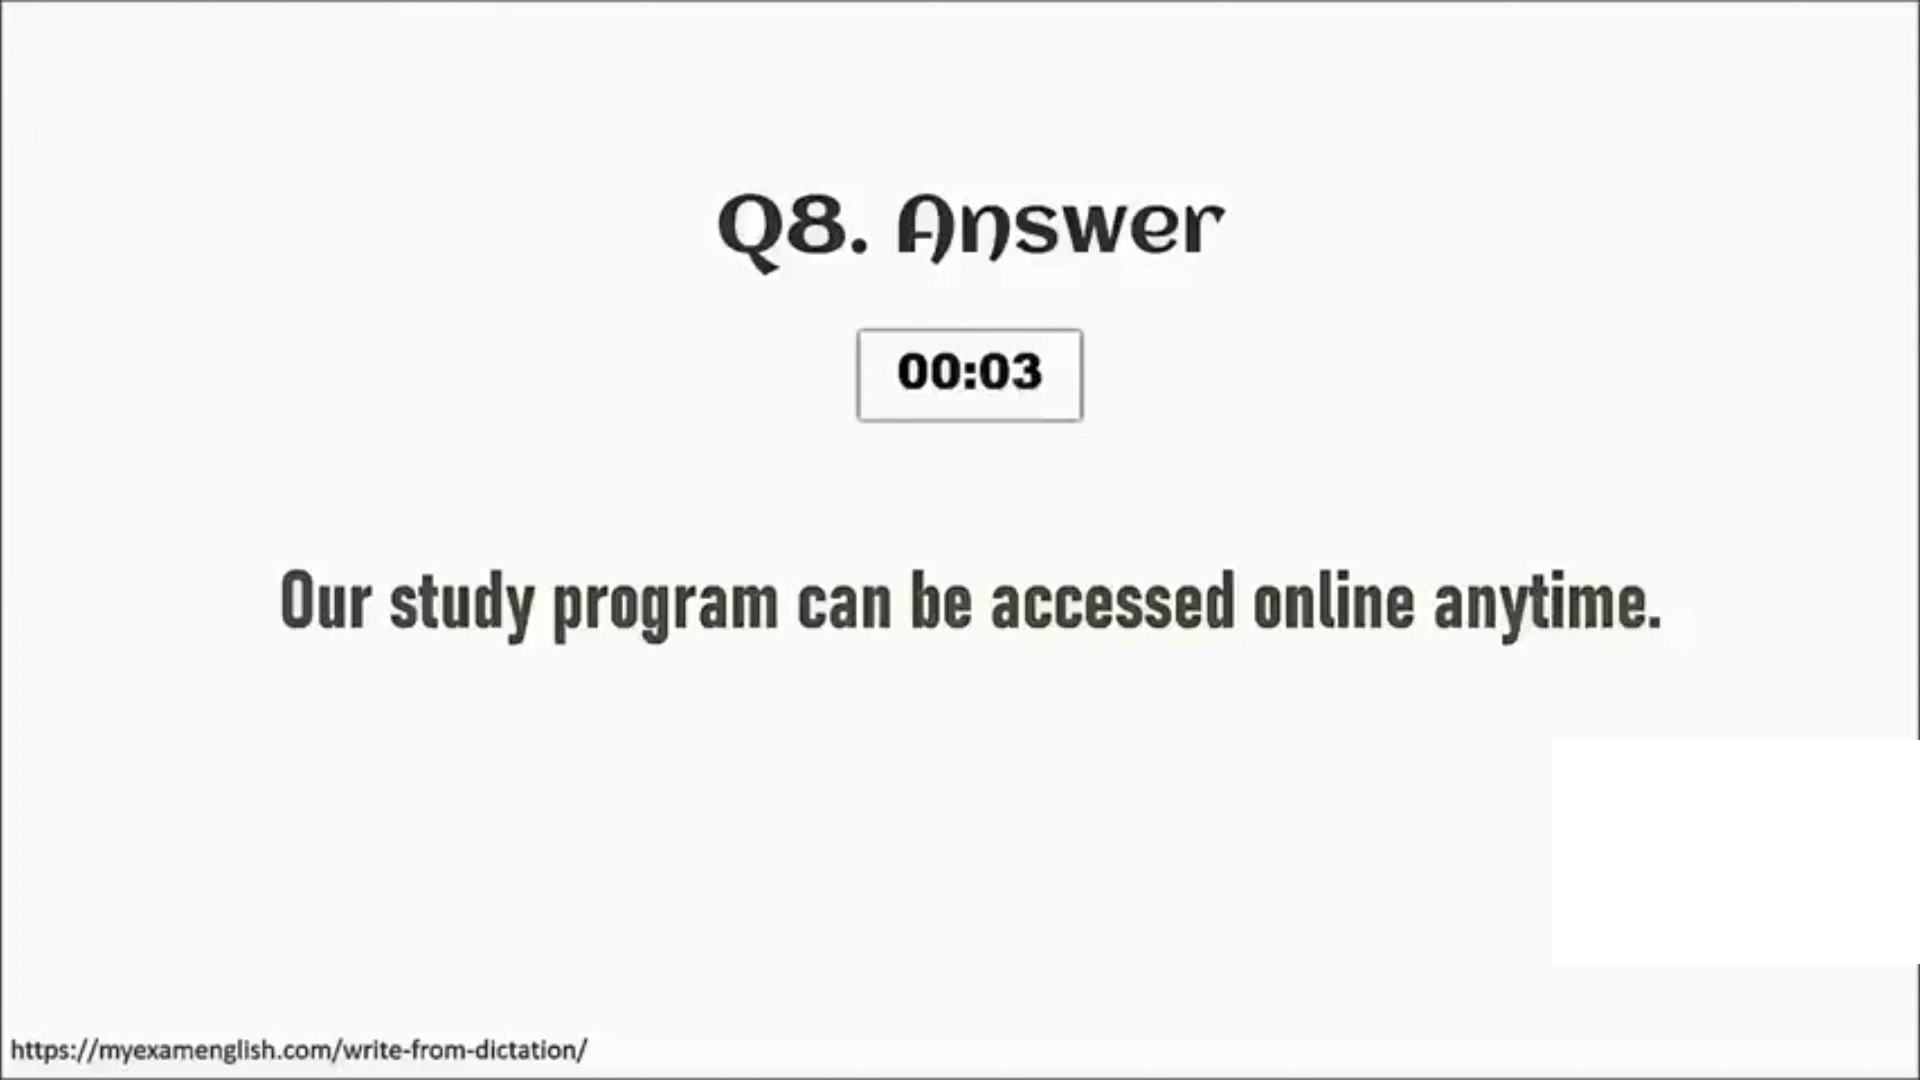 Q8. Answer
00:03
Our study program can be accessed online anytime.
https://myexamenglish.com/write-from-dictation/